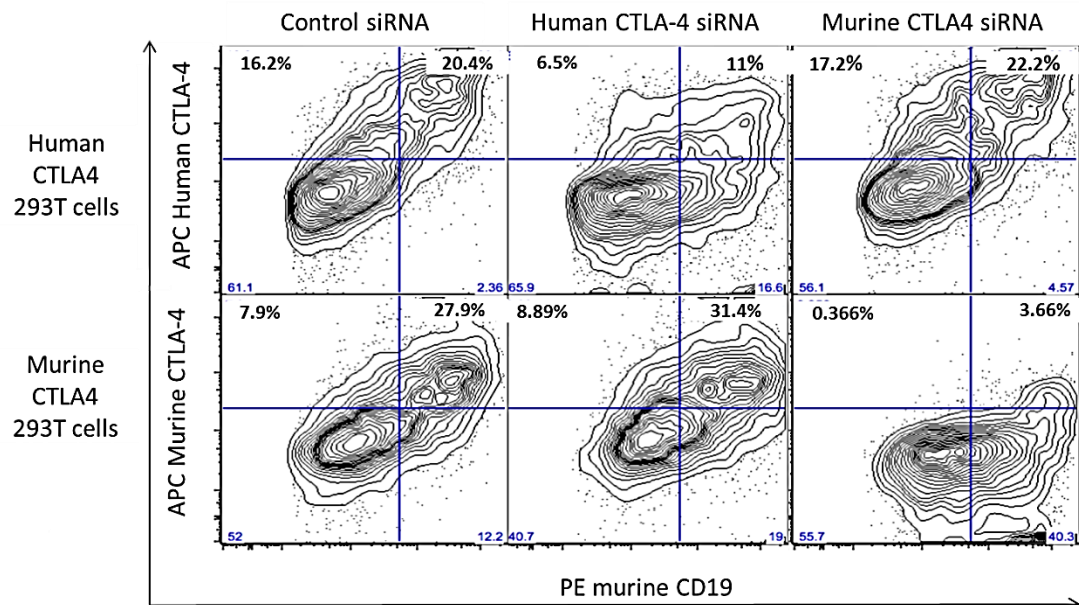 Control siRNA
Human CTLA-4 siRNA
Murine CTLA4 siRNA
Human
CTLA4
293T cells
APC Human CTLA-4
16.2%
20.4%
61.1
2.36
6.5%
11%
65.9
16.6
17.2%
22.2%
56.1
4.57
Murine
CTLA4
293T cells
APC Murine CTLA-4
7.9%
27.9%
52
12.2
8.89%
31.4%
40.7
19
0.366%
3.66%
55.7
40.3
PE murine CD19